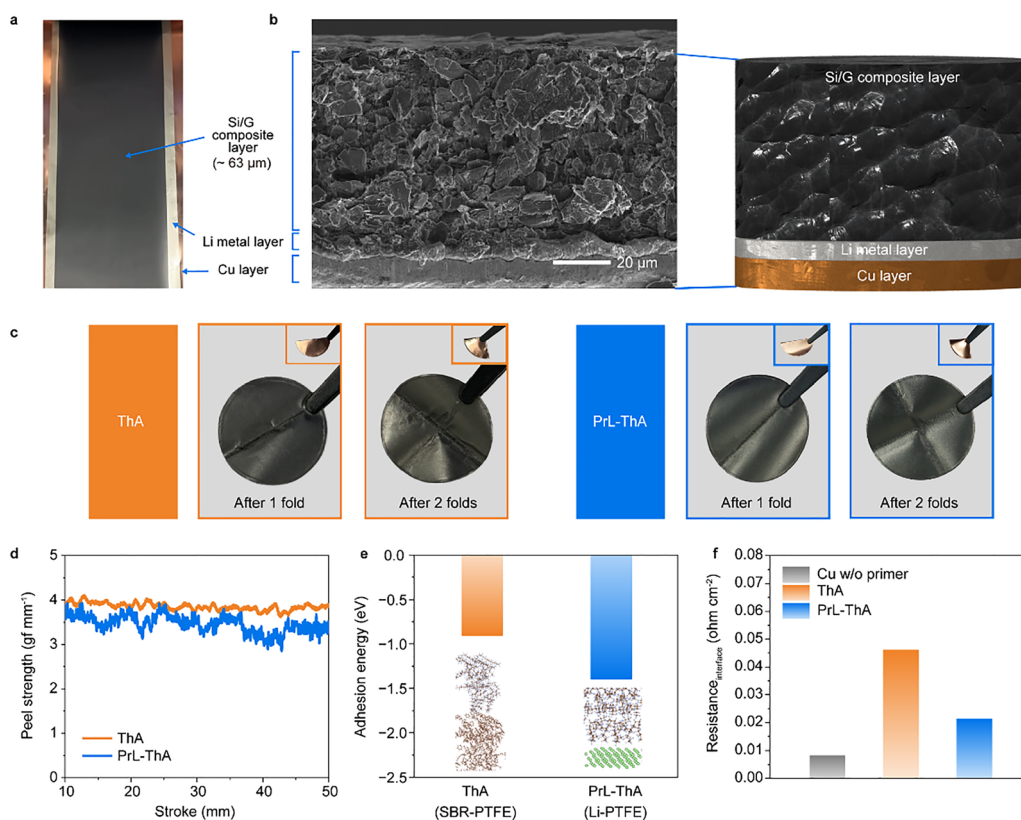 a
Si/G
composite
layer
(~ 63 μm)
Li metal layer
Cu layer
b
20 μm
Si/G composite layer
Li metal layer
Cu layer
c
ThA
After 1 fold
After 2 folds
PrL-ThA
After 1 fold
After 2 folds
d
Peel strength (gf mm⁻¹)
5
4
3
2
1
0
ThA
PrL-ThA
10
20
30
40
50
Stroke (mm)
e
Adhesion energy (eV)
0.0
−0.5
−1.0
−1.5
−2.0
−2.5
ThA
(SBR-PTFE)
PrL-ThA
(Li-PTFE)
f
Resistance interface (ohm cm⁻²)
0.08
0.07
0.06
0.05
0.04
0.03
0.02
0.01
0.00
Cu w/o primer
ThA
PrL-ThA